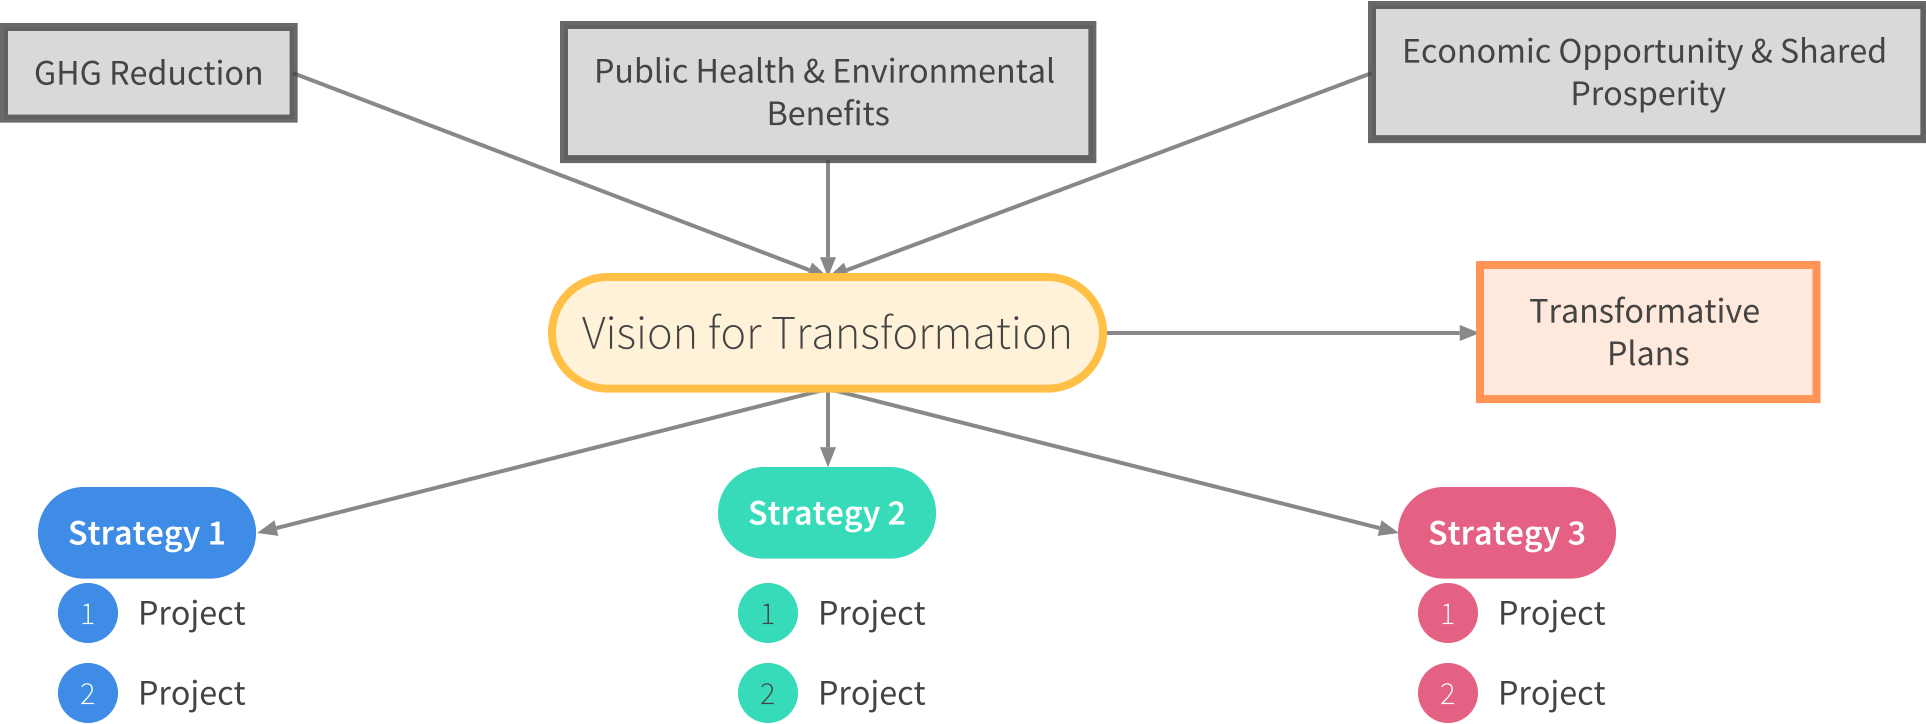 GHG Reduction
Public Health & Environmental
Benefits
Economic Opportunity & Shared
Prosperity
Vision for Transformation
Transformative
Plans
Strategy 1
1 Project
2 Project
Strategy 2
1 Project
2 Project
Strategy 3
1 Project
2 Project